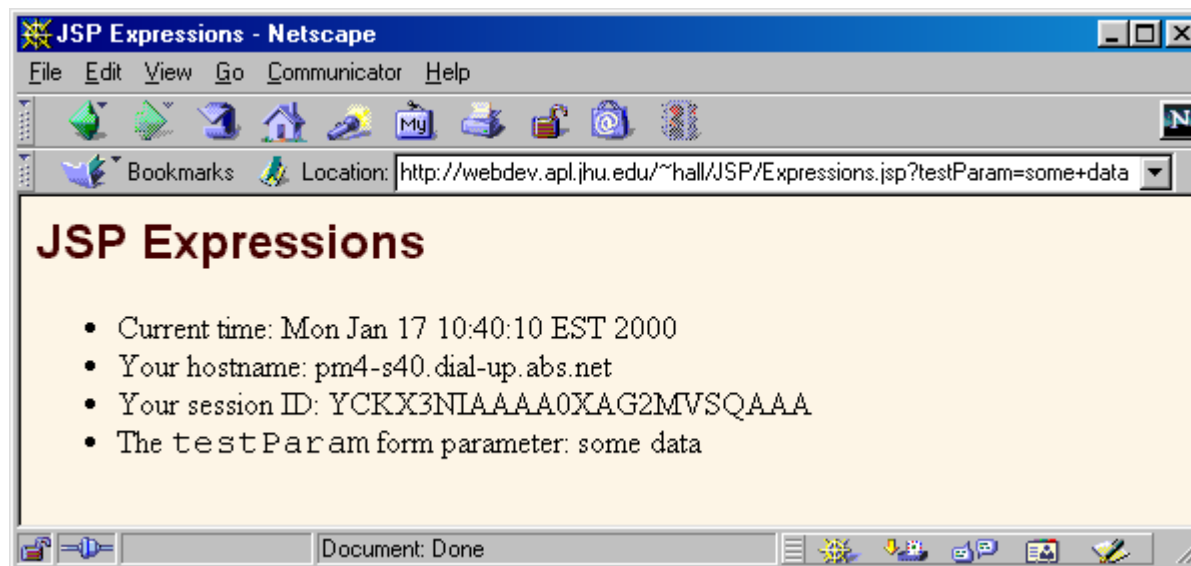 JSP Expressions - Netscape
File Edit View Go Communicator Help
My
N
Bookmarks Location: http://webdev.apl.jhu.edu/~hall/JSP/Expressions.jsp?testParam=some+data
JSP Expressions
• Current time: Mon Jan 17 10:40:10 EST 2000
• Your hostname: pm4-s40.dial-up.abs.net
• Your session ID: YCKX3NIAAAA0XAG2MVSQAAA
• The testParam form parameter: some data
Document: Done